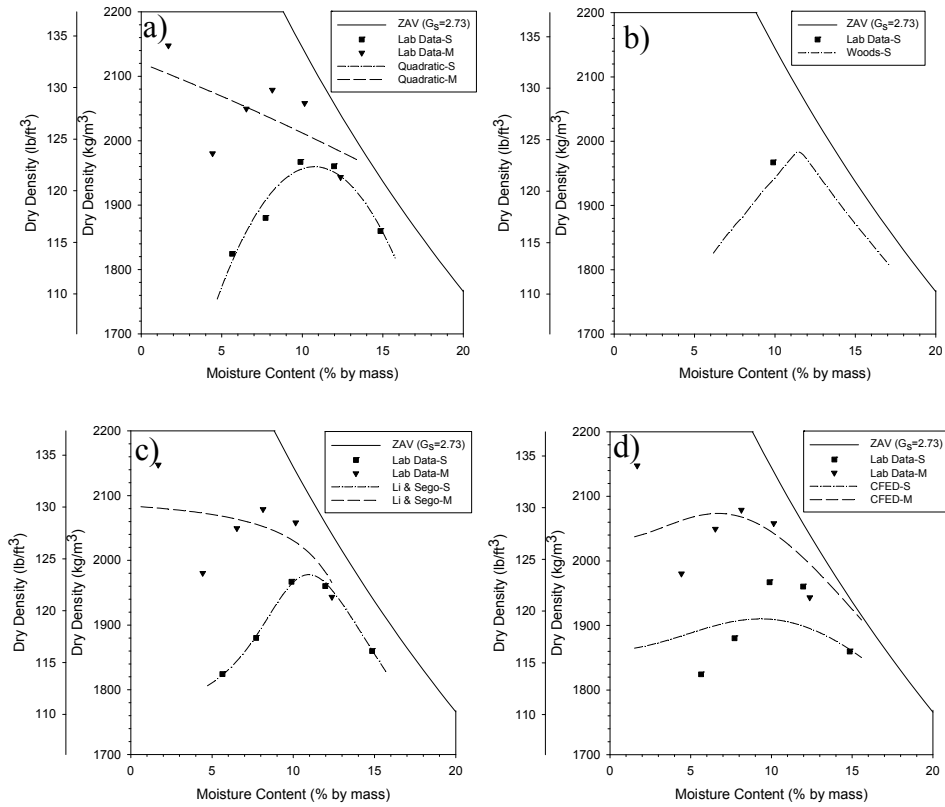 a)
ZAV (Gs=2.73)
Lab Data-S
Lab Data-M
Quadratic-S
Quadratic-M
Dry Density (lb/ft3)
135
130
125
120
115
110
Dry Density (kg/m3)
2200
2100
2000
1900
1800
1700
0 5 10 15 20
Moisture Content (% by mass)
b)
ZAV (Gs=2.73)
Lab Data-S
Woods-S
Dry Density (lb/ft3)
135
130
125
120
115
110
Dry Density (kg/m3)
2200
2100
2000
1900
1800
1700
0 5 10 15 20
Moisture Content (% by mass)
c)
ZAV (Gs=2.73)
Lab Data-S
Lab Data-M
Li & Sego-S
Li & Sego-M
Dry Density (lb/ft3)
135
130
125
120
115
110
Dry Density (kg/m3)
2200
2100
2000
1900
1800
1700
0 5 10 15 20
Moisture Content (% by mass)
d)
ZAV (Gs=2.73)
Lab Data-S
Lab Data-M
CFED-S
CFED-M
Dry Density (lb/ft3)
135
130
125
120
115
110
Dry Density (kg/m3)
2200
2100
2000
1900
1800
1700
0 5 10 15 20
Moisture Content (% by mass)